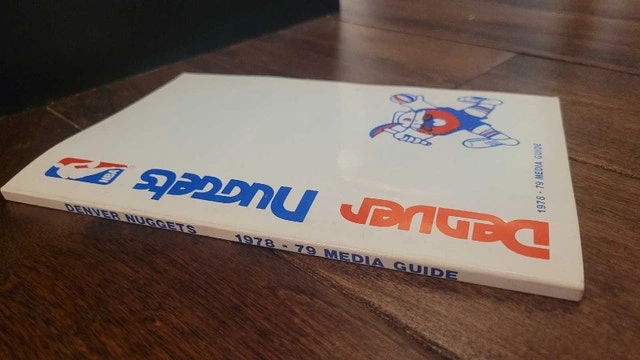 Denver
nuggets
NBA
1978 - 79 MEDIA GUIDE
DENVER NUGGETS 1978 - 79 MEDIA GUIDE